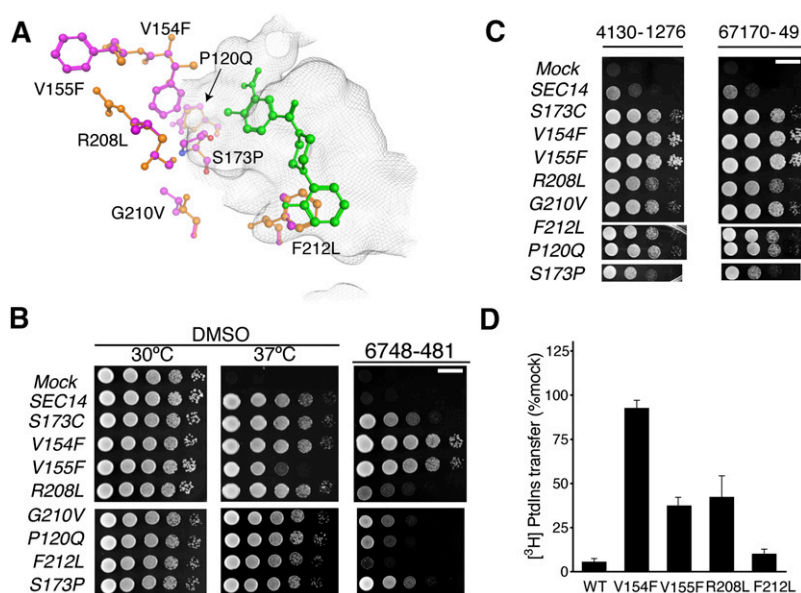 A
V154F
P120Q
V155F
R208L
S173P
G210V
F212L
B
DMSO
30ºC
37ºC
6748-481
Mock
SEC14
S173C
V154F
V155F
R208L
G210V
P120Q
F212L
S173P
C
4130-1276
67170-49
Mock
SEC14
S173C
V154F
V155F
R208L
G210V
F212L
P120Q
S173P
D
[³H] PtdIns transfer (%mock)
125
100
75
50
25
0
WT V154F V155F R208L F212L